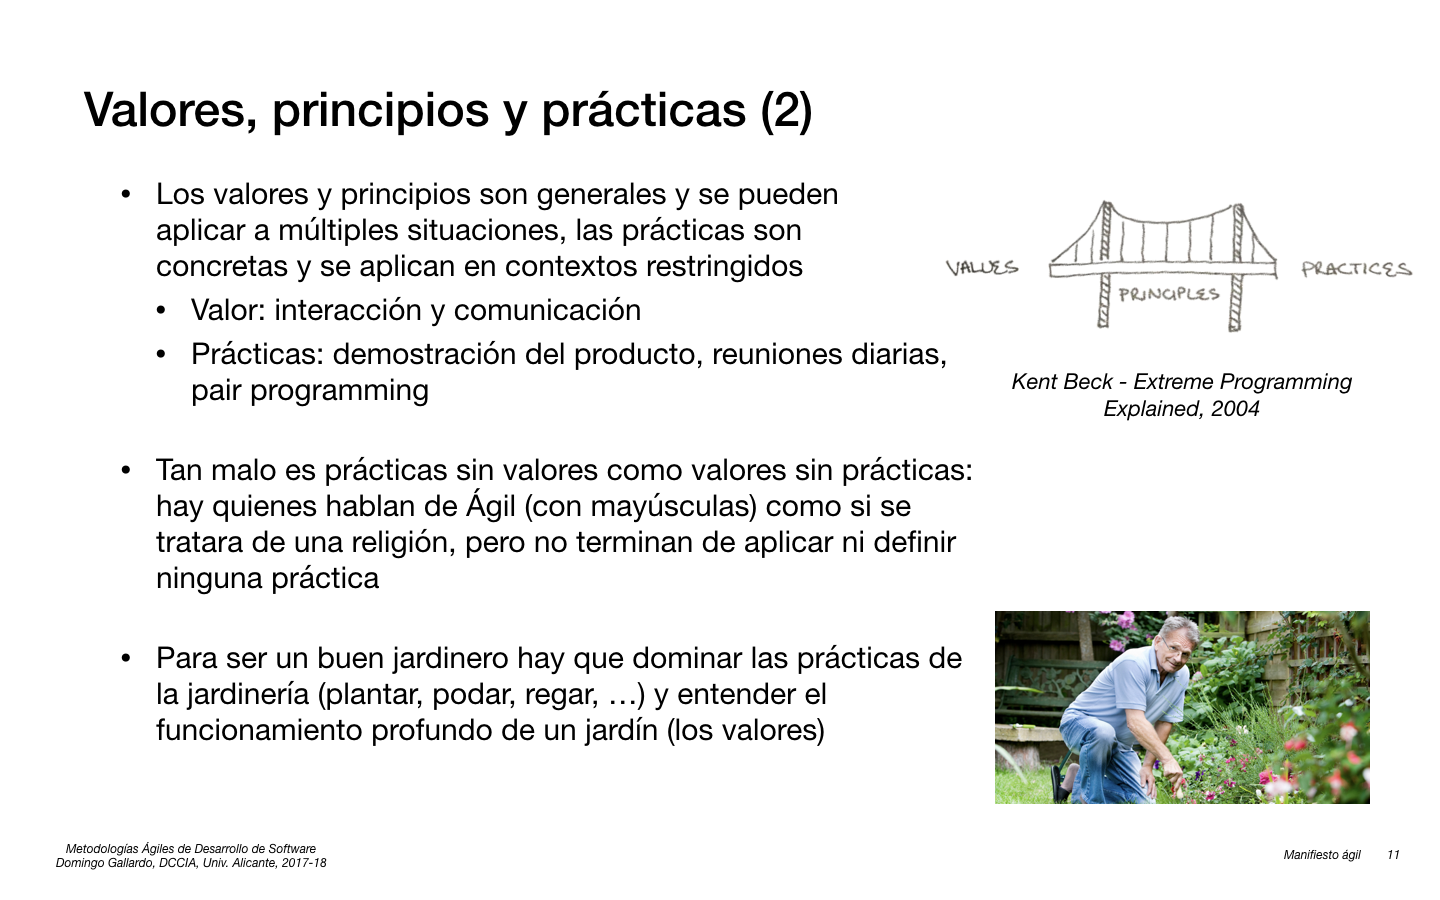 Valores, principios y prácticas (2)
• Los valores y principios son generales y se pueden
aplicar a múltiples situaciones, las prácticas son
concretas y se aplican en contextos restringidos
• Valor: interacción y comunicación
• Prácticas: demostración del producto, reuniones diarias,
pair programming
• Tan malo es prácticas sin valores como valores sin prácticas:
hay quienes hablan de Ágil (con mayúsculas) como si se
tratara de una religión, pero no terminan de aplicar ni definir
ninguna práctica
• Para ser un buen jardinero hay que dominar las prácticas de
la jardinería (plantar, podar, regar, …) y entender el
funcionamiento profundo de un jardín (los valores)
VALUES
PRINCIPLES
PRACTICES
Kent Beck - Extreme Programming
Explained, 2004
Metodologías Ágiles de Desarrollo de Software
Domingo Gallardo, DCCIA, Univ. Alicante, 2017-18
Manifiesto ágil 11